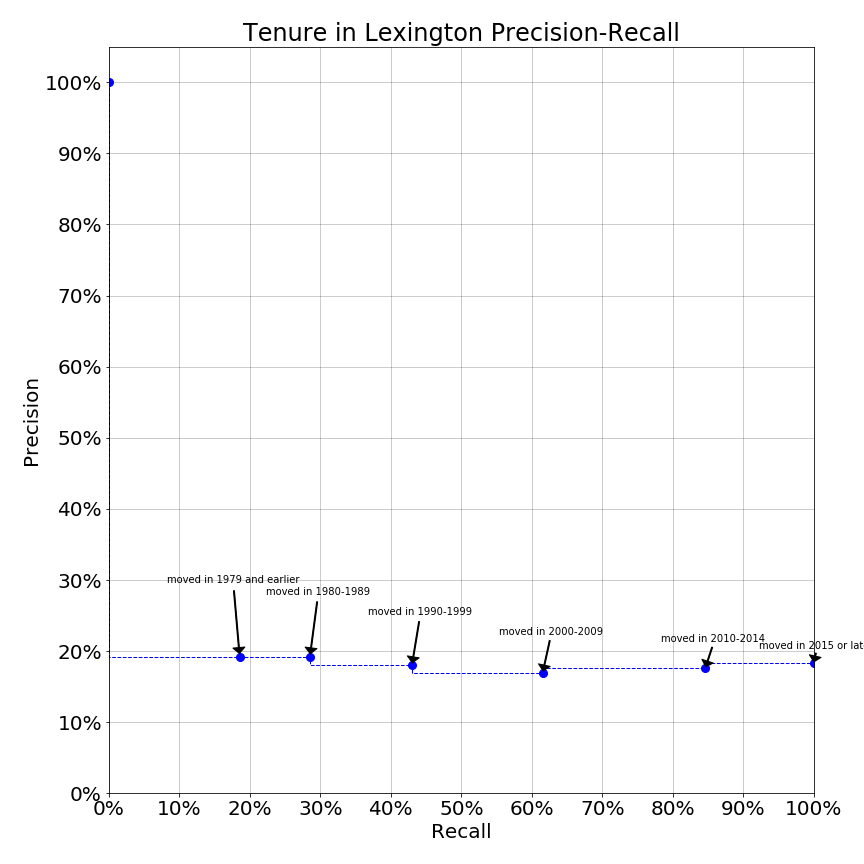 Tenure in Lexington Precision-Recall
100%
90%
80%
70%
60%
50%
40%
30%
20%
10%
0%
Precision
moved in 1979 and earlier
moved in 1980-1989
moved in 1990-1999
moved in 2000-2009
moved in 2010-2014
moved in 2015 or lat
0% 10% 20% 30% 40% 50% 60% 70% 80% 90% 100%
Recall